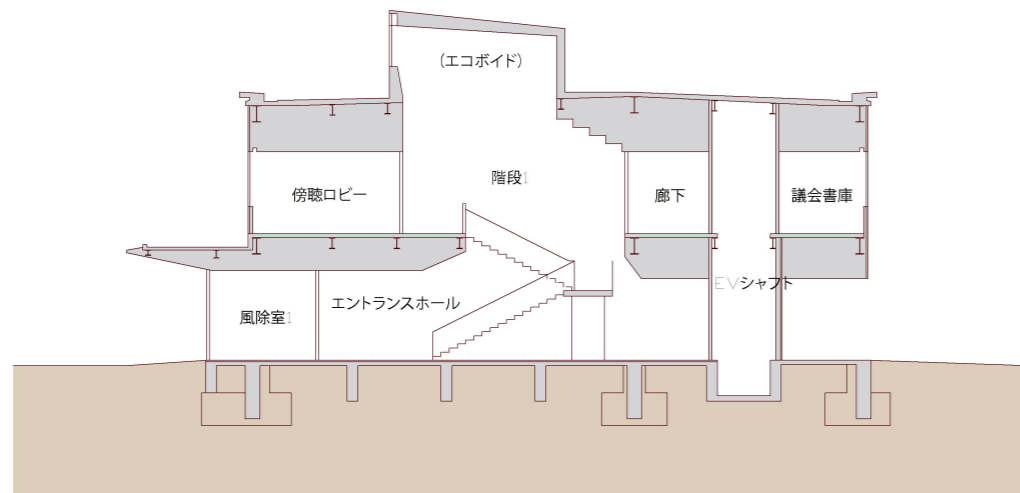 (エコボイド)
傍聴ロビー
階段1
廊下
議会書庫
風除室1
エントランスホール
EVシャフト